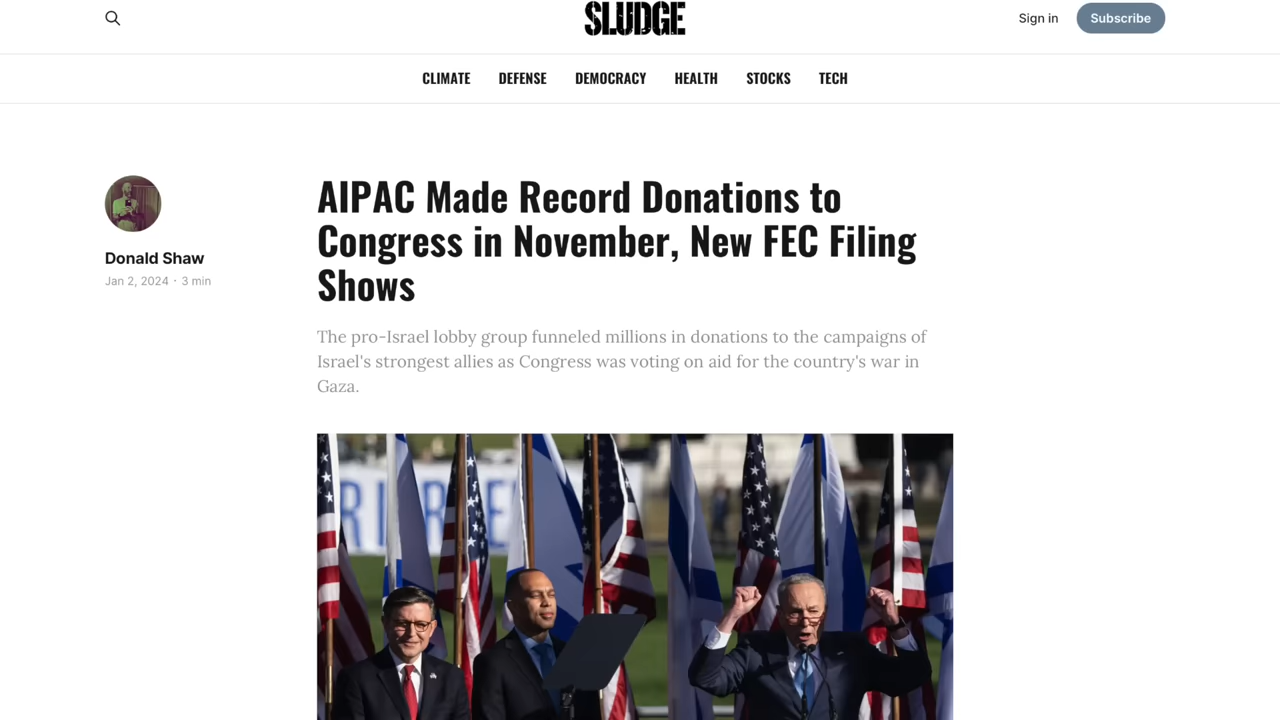 SLUDGE
Sign in
Subscribe
CLIMATE
DEFENSE
DEMOCRACY
HEALTH
STOCKS
TECH
Donald Shaw
Jan 2, 2024 · 3 min
AIPAC Made Record Donations to
Congress in November, New FEC Filing
Shows
The pro-Israel lobby group funneled millions in donations to the campaigns of
Israel's strongest allies as Congress was voting on aid for the country's war in
Gaza.